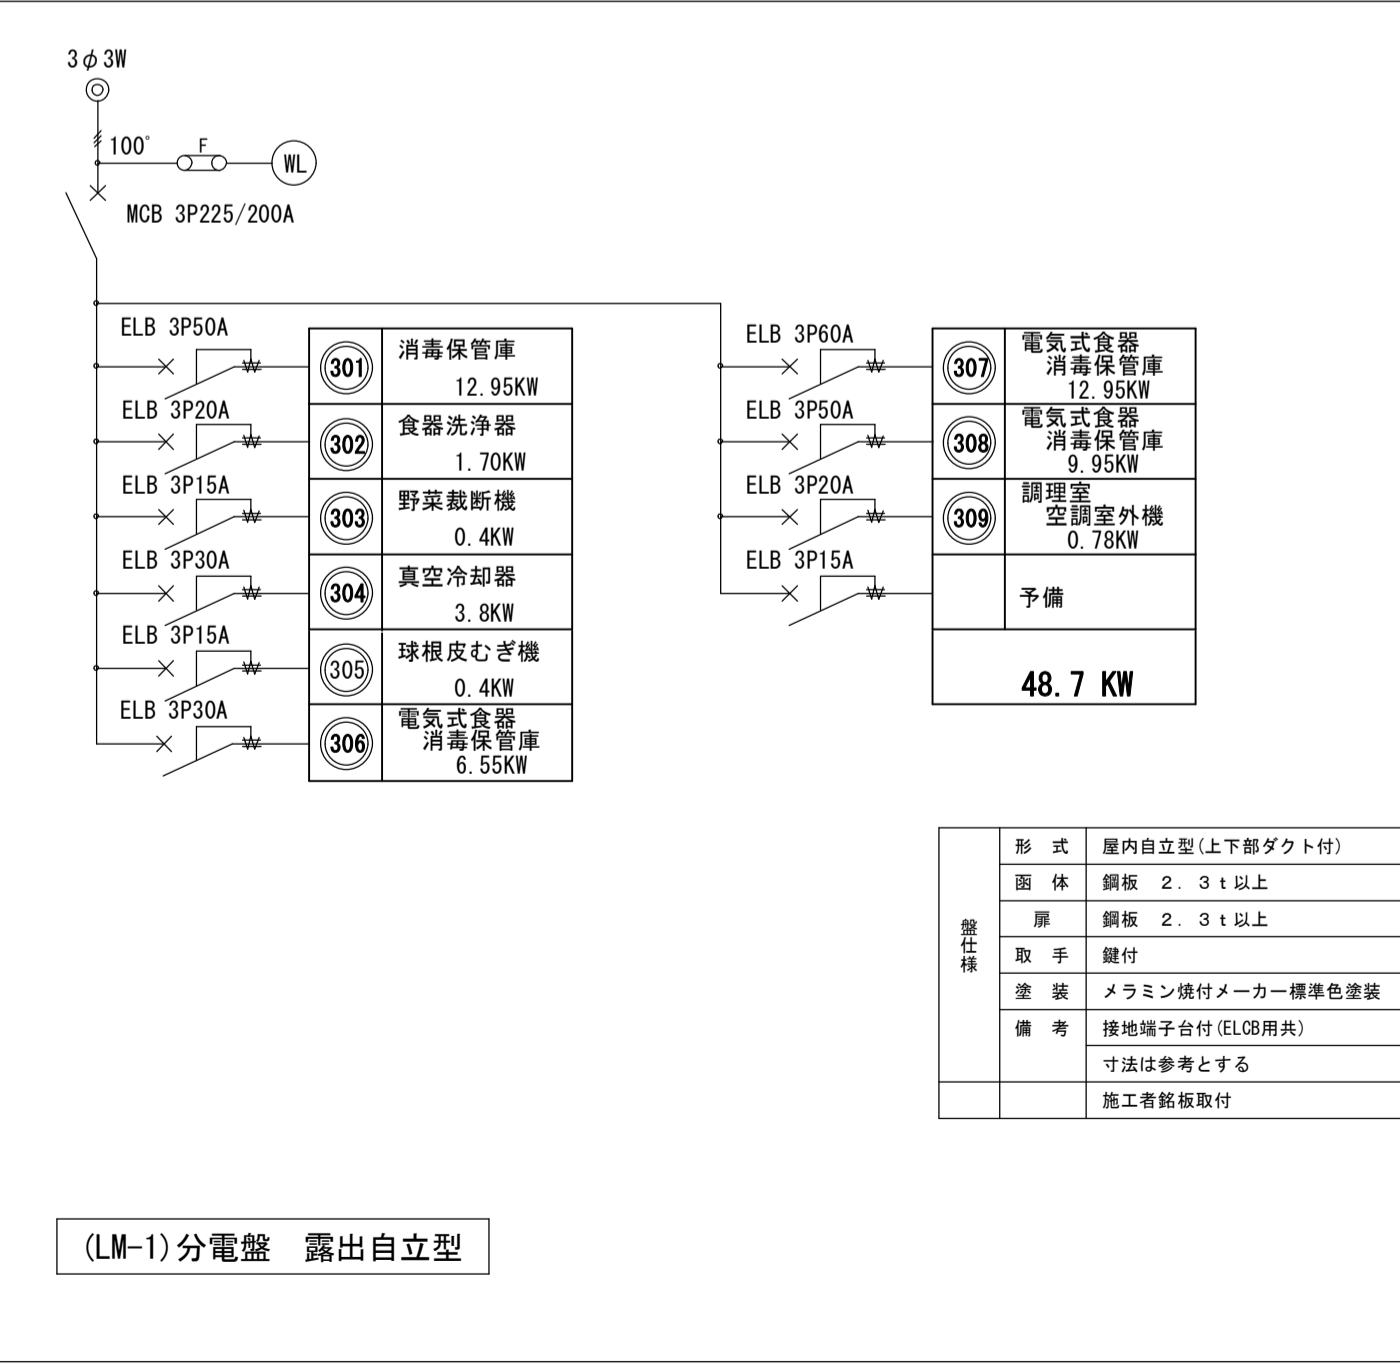 3φ3W
100°
F
WL
MCB 3P225/200A
ELB 3P50A
301
消毒保管庫
12.95KW
ELB 3P20A
302
食器洗浄器
1.70KW
ELB 3P15A
303
野菜裁断機
0.4KW
ELB 3P30A
304
真空冷却器
3.8KW
ELB 3P15A
305
球根皮むぎ機
0.4KW
ELB 3P30A
306
電気式食器
消毒保管庫
6.55KW
ELB 3P60A
307
電気式食器
消毒保管庫
12.95KW
ELB 3P50A
308
電気式食器
消毒保管庫
9.95KW
ELB 3P20A
309
調理室
空調室外機
0.78KW
ELB 3P15A
予備
48.7 KW
盤仕様
形 式 屋内自立型(上下部ダクト付)
函 体 鋼板 2.3t以上
扉 鋼板 2.3t以上
取 手 鍵付
塗 装 メラミン焼付メーカー標準色塗装
備 考 接地端子台付(ELCB用共)
寸法は参考とする
施工者銘板取付
(LM-1)分電盤 露出自立型